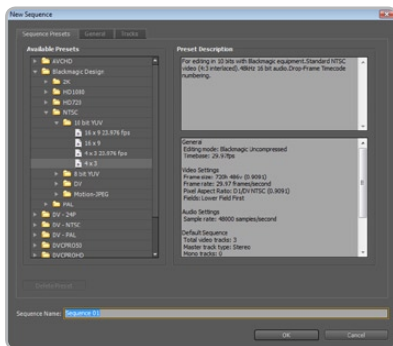 New Sequence
Sequence Presets
General
Tracks
Available Presets
AVCHD
Blackmagic Design
2K
HD1080
HD720
NTSC
10 bit YUV
16 x 9 23.976 fps
16 x 9
4 x 3 23.976 fps
4 x 3
8 bit YUV
DV
Motion-JPEG
PAL
DV - 24P
DV - NTSC
DV - PAL
DVCPRO50
DVCPROHD
Delete Preset
Preset Description
For editing in 10 bits with Blackmagic equipment.Standard NTSC
video (4:3 interlaced). 48kHz 16 bit audio.Drop-Frame Timecode
numbering.
General
Editing mode: Blackmagic Uncompressed
Timebase: 29.97fps
Video Settings
Frame size: 720h 486v (0.9091)
Frame rate: 29.97 frames/second
Pixel Aspect Ratio: D1/DV NTSC (0.9091)
Fields: Lower Field First
Audio Settings
Sample rate: 48000 samples/second
Default Sequence
Total video tracks: 3
Master track type: Stereo
Mono tracks: 0
Sequence Name: Sequence 01
OK
Cancel